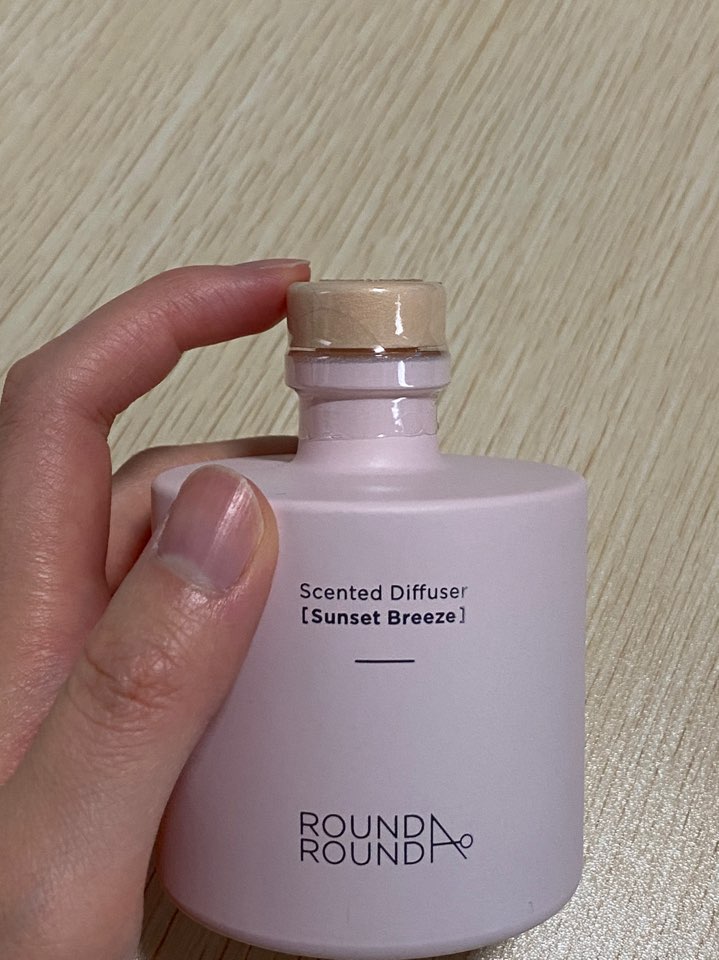 Scented Diffuser
[Sunset Breeze]
ROUND
ROUND A